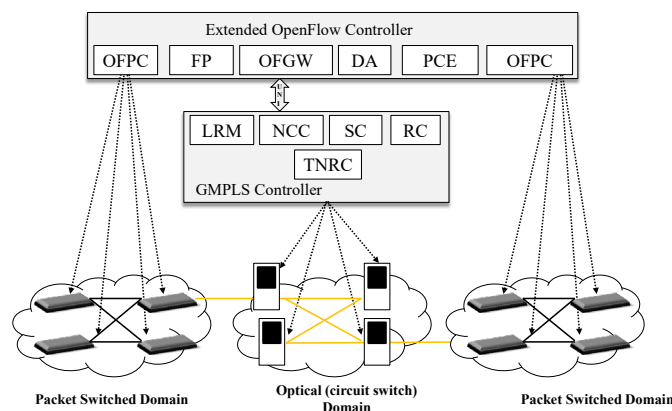 Extended OpenFlow Controller
OFPC FP OFGW DA PCE OFPC
UNI
LRM NCC SC RC
TNRC
GMPLS Controller
Packet Switched Domain
Optical (circuit switch)
Domain
Packet Switched Domain